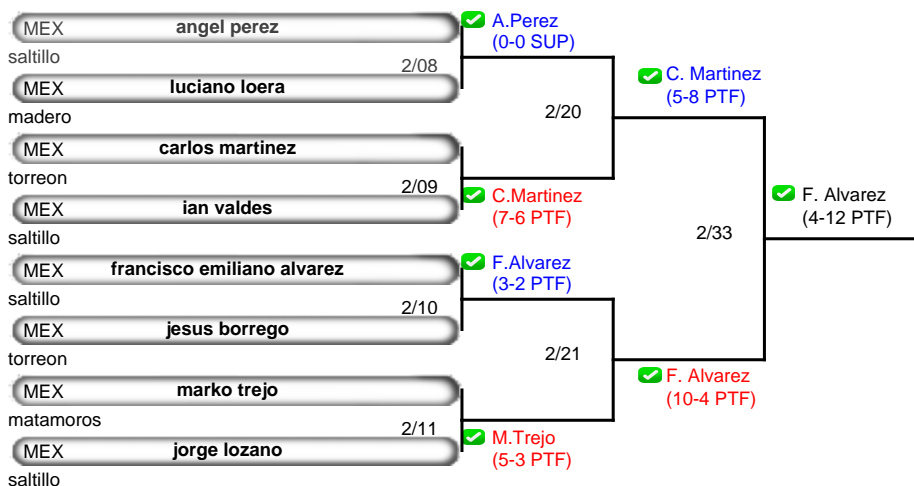 MEX angel perez
saltillo
2/08
MEX luciano loera
madero
MEX carlos martinez
torreon
2/09
MEX ian valdes
saltillo
MEX francisco emiliano alvarez
saltillo
2/10
MEX jesus borrego
torreon
MEX marko trejo
matamoros
2/11
MEX jorge lozano
saltillo
A.Perez
(0-0 SUP)
C.Martinez
(7-6 PTF)
F.Alvarez
(3-2 PTF)
M.Trejo
(5-3 PTF)
2/20
2/21
C. Martinez
(5-8 PTF)
F. Alvarez
(10-4 PTF)
2/33
F. Alvarez
(4-12 PTF)